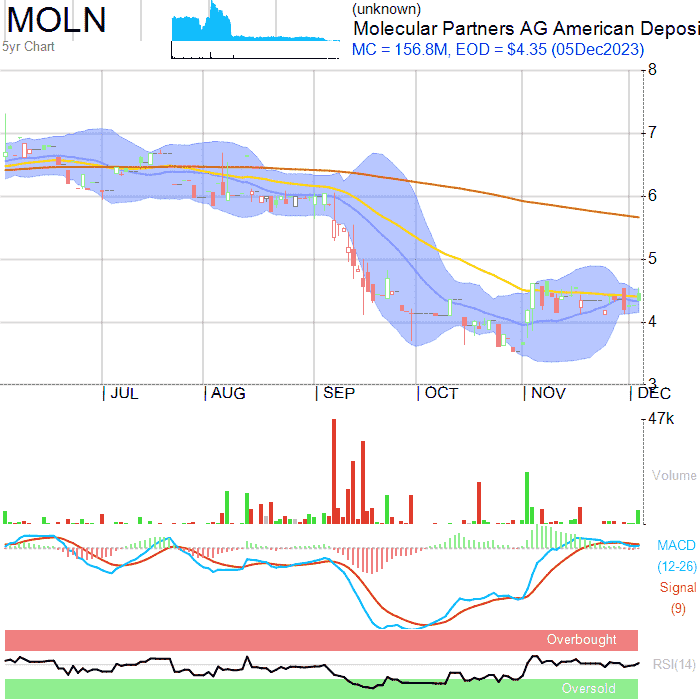 MOLN
5yr Chart
(unknown)
Molecular Partners AG American Deposi
MC = 156.8M, EOD = $4.35 (05Dec2023)
8
7
6
5
4
3
JUL AUG SEP OCT NOV DEC
47k
Volume
MACD
(12-26)
Signal
(9)
Overbought
RSI(14)
Oversold